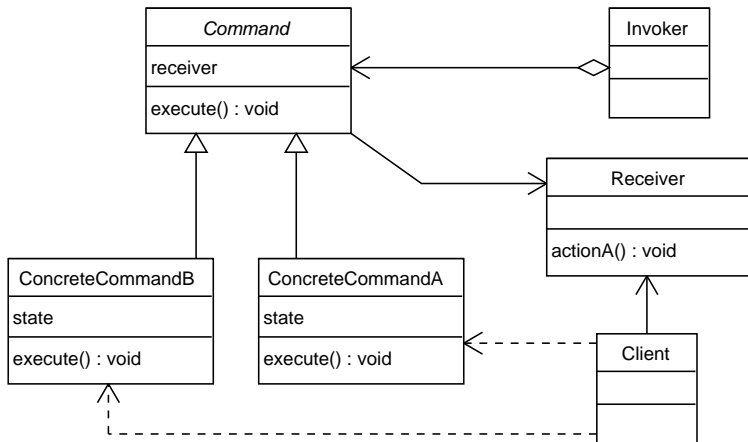 Command
receiver
execute() : void
Invoker
Receiver
actionA() : void
ConcreteCommandB
state
execute() : void
ConcreteCommandA
state
execute() : void
Client